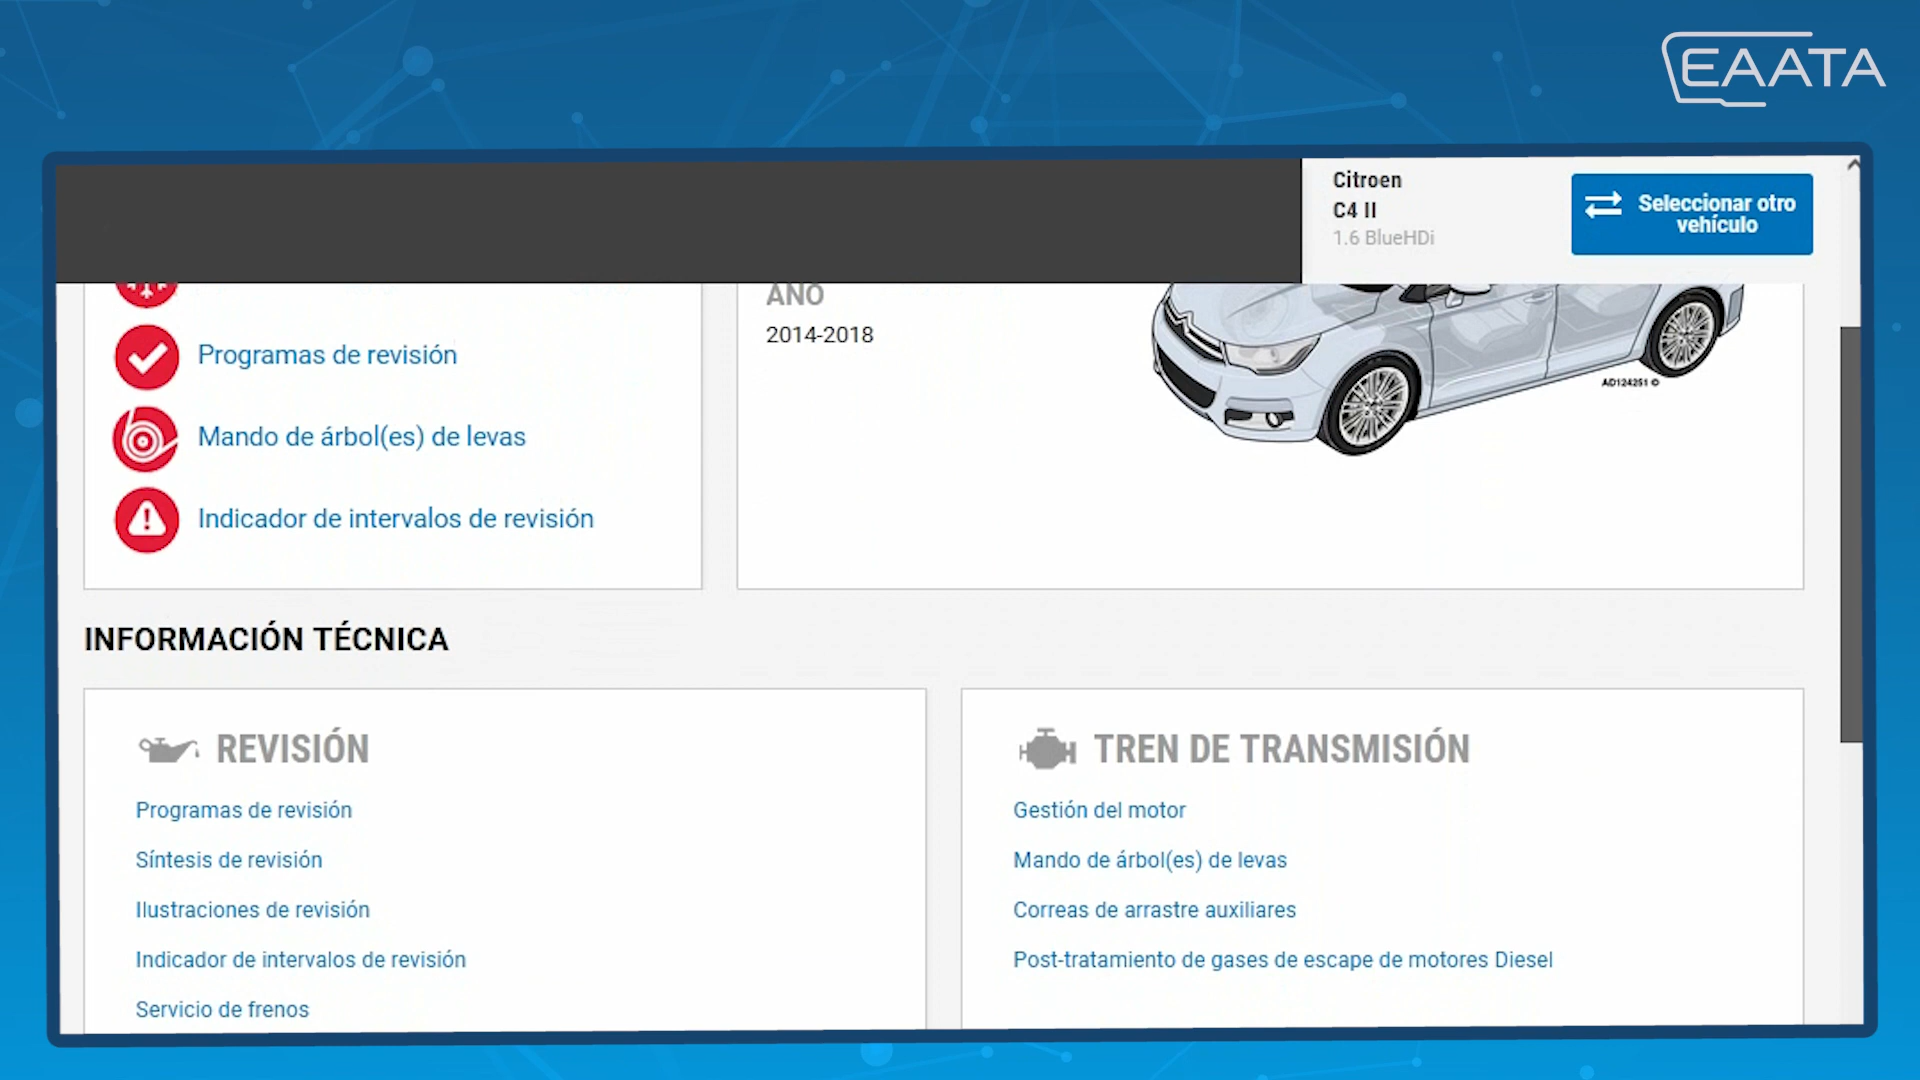 EAATA
Citroen
C4 II
1.6 BlueHDi
Seleccionar otro
vehículo
AÑO
2014-2018
Programas de revisión
Mando de árbol(es) de levas
Indicador de intervalos de revisión
AD124251 ©
INFORMACIÓN TÉCNICA
REVISIÓN
Programas de revisión
Síntesis de revisión
Ilustraciones de revisión
Indicador de intervalos de revisión
Servicio de frenos
TREN DE TRANSMISIÓN
Gestión del motor
Mando de árbol(es) de levas
Correas de arrastre auxiliares
Post-tratamiento de gases de escape de motores Diesel